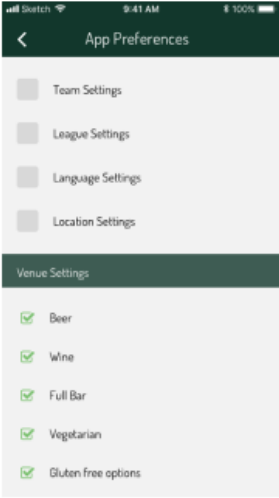 Sketch 9:41 AM 100%
App Preferences
Team Settings
League Settings
Language Settings
Location Settings
Venue Settings
Beer
Wine
Full Bar
Vegetarian
Gluten free options